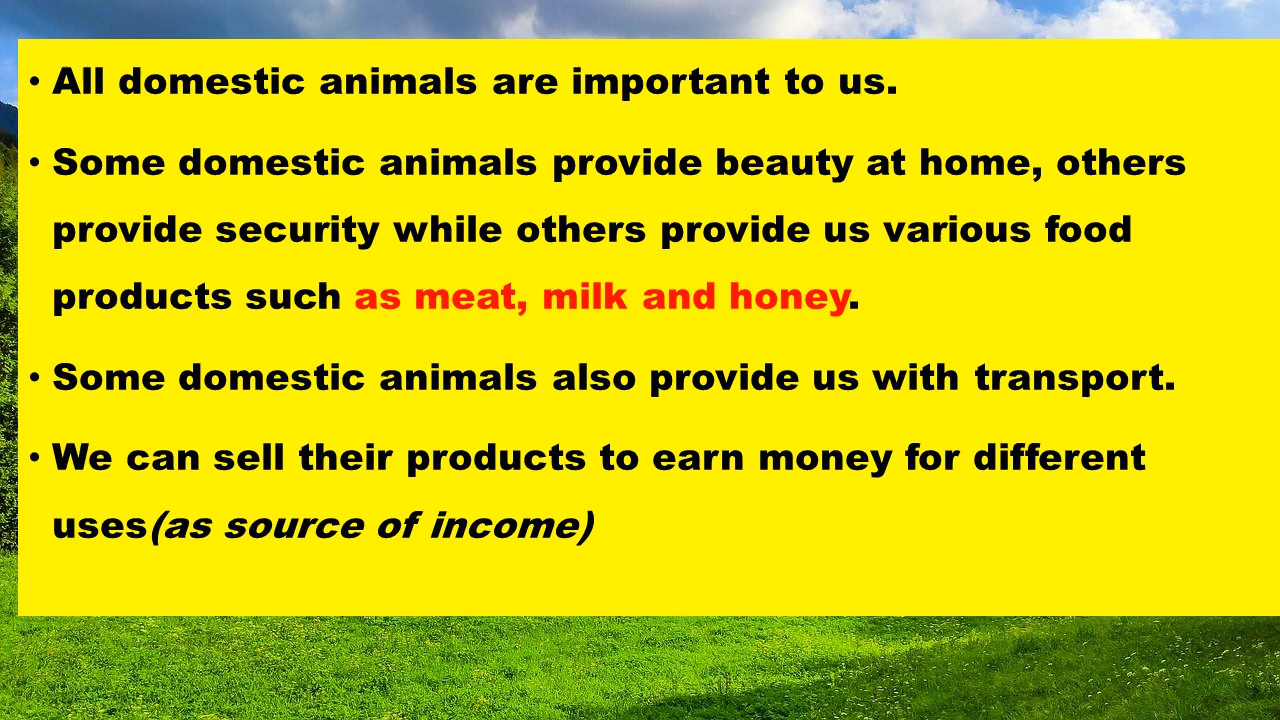 • All domestic animals are important to us.
• Some domestic animals provide beauty at home, others
provide security while others provide us various food
products such as meat, milk and honey.
• Some domestic animals also provide us with transport.
• We can sell their products to earn money for different
uses(as source of income)